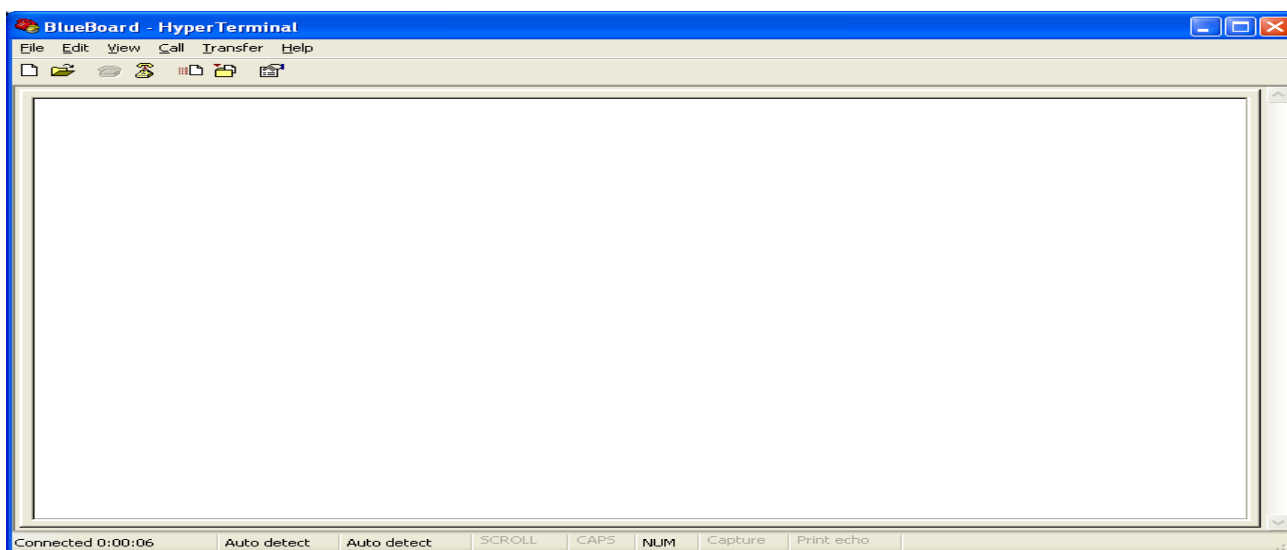 BlueBoard - HyperTerminal
File Edit View Call Transfer Help
Connected 0:00:06 Auto detect Auto detect SCROLL CAPS NUM Capture Print echo